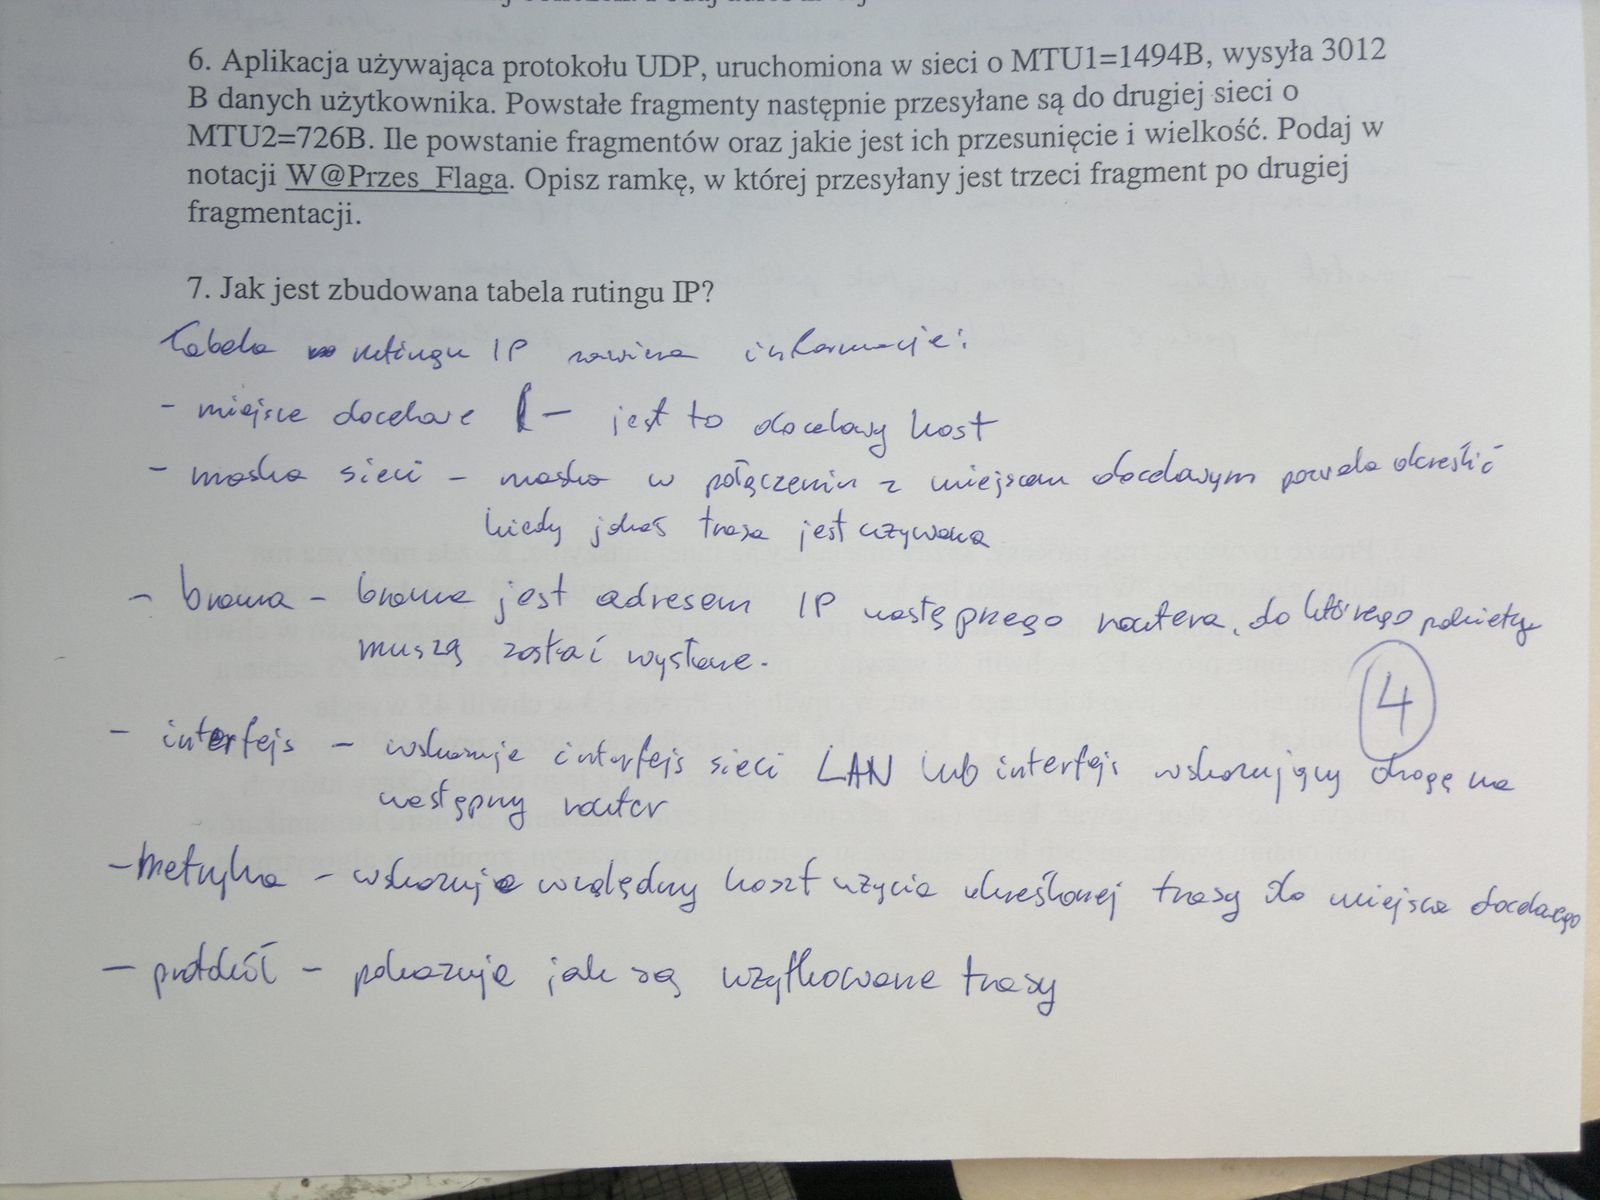 6. Aplikacja używająca protokołu UDP, uruchomiona w sieci o MTU1=1494B, wysyła 3012
B danych użytkownika. Powstałe fragmenty następnie przesyłane są do drugiej sieci o
MTU2=726B. Ile powstanie fragmentów oraz jakie jest ich przesunięcie i wielkość. Podaj w
notacji W@Przes_Flaga. Opisz ramkę, w której przesyłany jest trzeci fragment po drugiej
fragmentacji.
7. Jak jest zbudowana tabela rutingu IP?
Tabela rutingu IP zawiera informacje:
- miejsce docelowe - jest to docelowy host
- maska sieci - maska w połączeniu z miejscem docelowym pozwala określić
kiedy jakaś trasa jest używana
- brama - brama jest adresem IP następnego routera, do którego pakiety
muszą zostać wysłane.
4
- interfejs - wskazuje interfejs sieci LAN lub interfejs wskazujący drogę na
następny router
- Metryka - wskazuje względny koszt użycia określonej trasy do miejsca docelowego
- protokół - pokazuje jak są użytkowane trasy